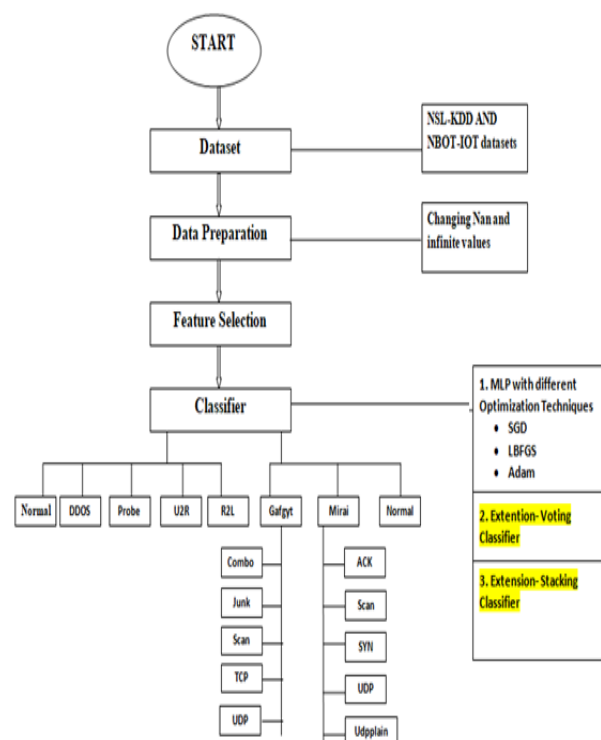 START
Dataset
NSL-KDD AND
NBOT-IOT datasets
Data Preparation
Changing Nan and
infinite values
Feature Selection
Classifier
1. MLP with different
Optimization Techniques
• SGD
• LBFGS
• Adam
2. Extention- Voting
Classifier
3. Extension- Stacking
Classifier
Normal
DDOS
Probe
U2R
R2L
Gafgyt
Mirai
Normal
Combo
Junk
Scan
TCP
UDP
ACK
Scan
SYN
UDP
Udpplain